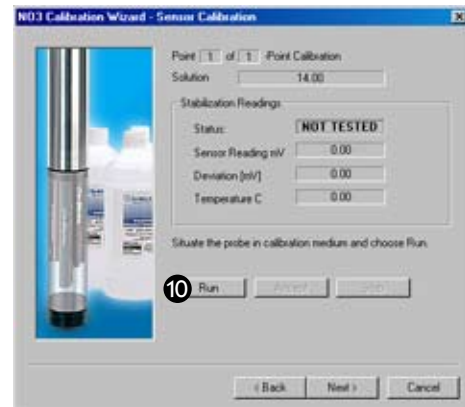 NO3 Calibration Wizard - Sensor Calibration
Point 1 of 1 -Point Calibration
Solution 14.00
Stabilization Readings
Status: NOT TESTED
Sensor Reading mV 0.00
Deviation [mV] 0.00
Temperature C 0.00
Situate the probe in calibration medium and choose Run.
10 Run Accept Stop
< Back Next > Cancel